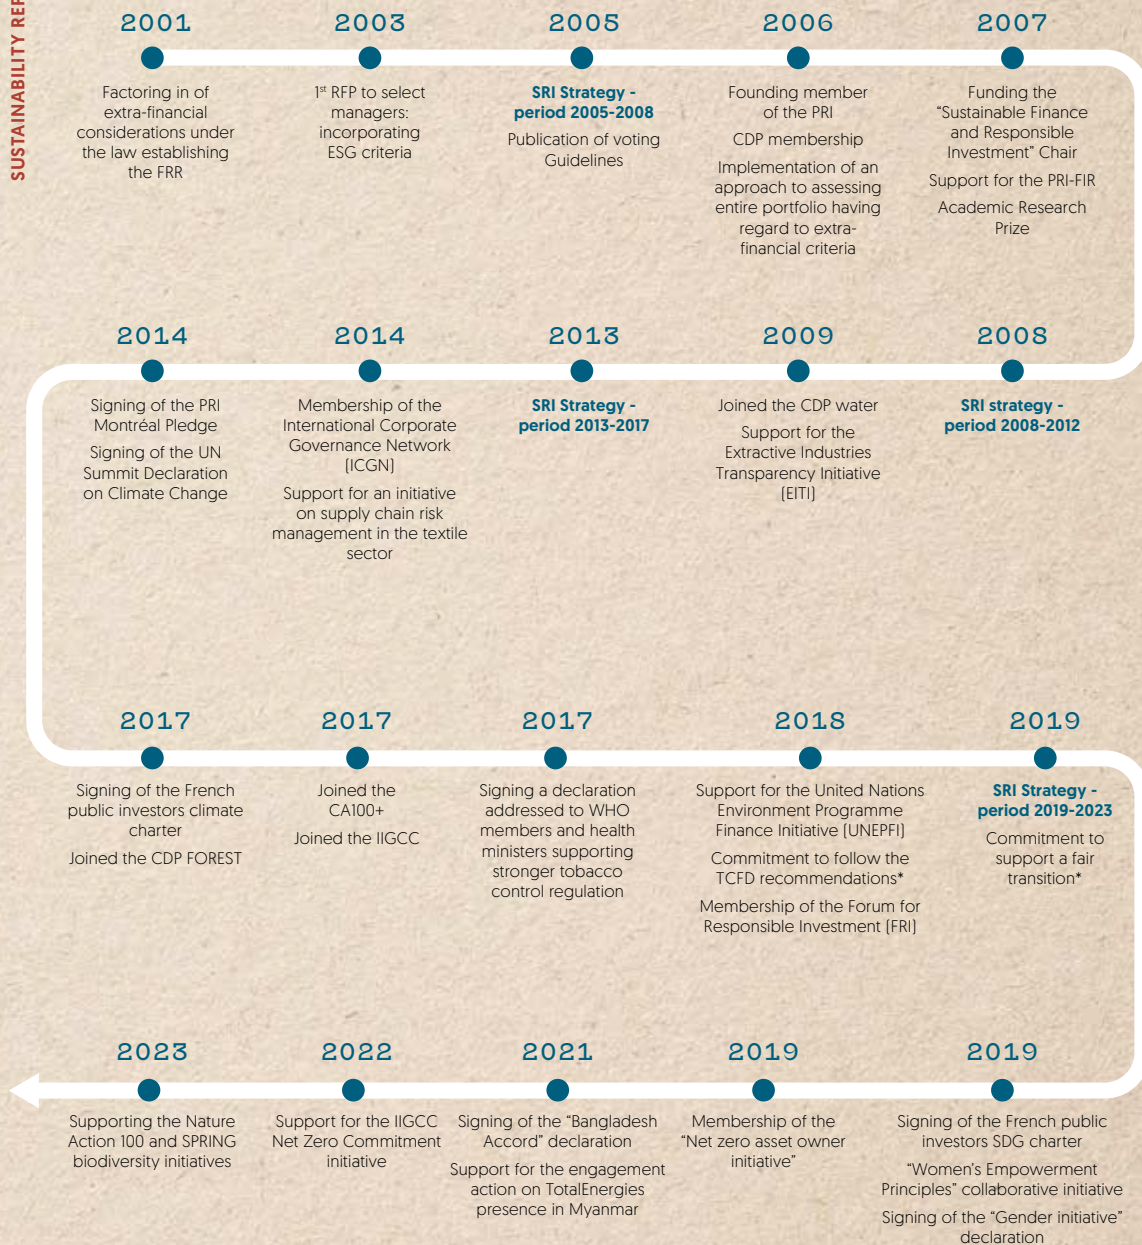 SUSTAINABILITY
2001
Factoring in of
extra-financial
considerations under
the law establishing
the FRR
2003
1st RFP to select
managers:
incorporating
ESG criteria
2005
SRI Strategy -
period 2005-2008
Publication of voting
Guidelines
2006
Founding member
of the PRI
CDP membership
Implementation of an
approach to assessing
entire portfolio having
regard to extra-
financial criteria
2007
Funding the
“Sustainable Finance
and Responsible
Investment” Chair
Support for the PRI-FIR
Academic Research
Prize
2008
SRI strategy -
period 2008-2012
2009
Joined the CDP water
Support for the
Extractive Industries
Transparency Initiative
(EITI)
2013
SRI Strategy -
period 2013-2017
2014
Membership of the
International Corporate
Governance Network
(ICGN)
Support for an initiative
on supply chain risk
management in the textile
sector
2014
Signing of the PRI
Montréal Pledge
Signing of the UN
Summit Declaration
on Climate Change
2017
Signing of the French
public investors climate
charter
Joined the CDP FOREST
2017
Joined the
CA100+
Joined the IIGCC
2017
Signing a declaration
addressed to WHO
members and health
ministers supporting
stronger tobacco
control regulation
2018
Support for the United Nations
Environment Programme
Finance Initiative (UNEPFI)
Commitment to follow the
TCFD recommendations*
Membership of the Forum for
Responsible Investment (FRI)
2019
SRI Strategy -
period 2019-2023
Commitment to
support a fair
transition*
2019
Signing of the French public
investors SDG charter
“Women’s Empowerment
Principles” collaborative initiative
Signing of the “Gender initiative”
declaration
2019
Membership of the
“Net zero asset owner
initiative”
2021
Signing of the “Bangladesh
Accord” declaration
Support for the engagement
action on TotalEnergies
presence in Myanmar
2022
Support for the IIGCC
Net Zero Commitment
initiative
2023
Supporting the Nature
Action 100 and SPRING
biodiversity initiatives